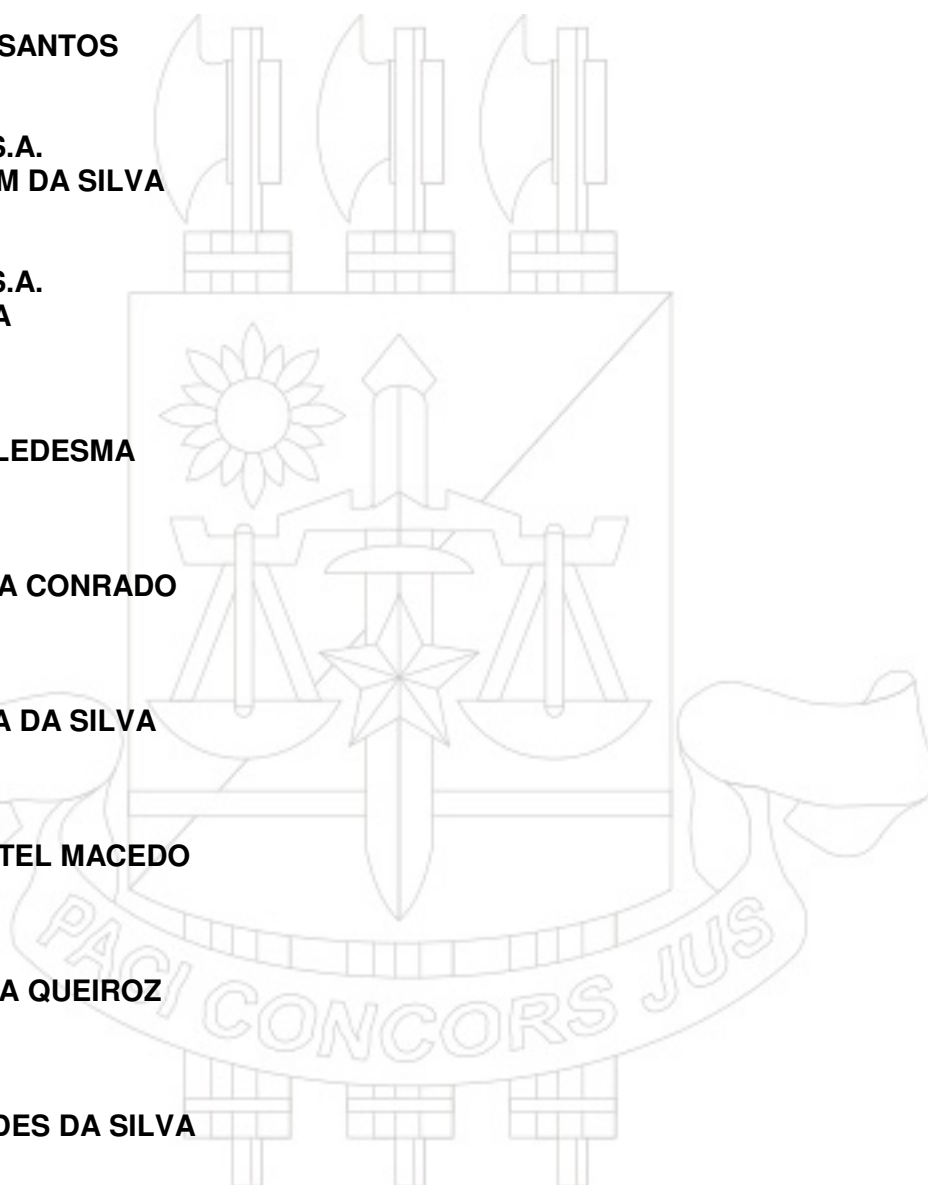 SANTOS
S.A.
M DA SILVA
S.A.
A
LEDESMA
A CONRADO
A DA SILVA
TEL MACEDO
A QUEIROZ
DES DA SILVA
PACI CONCORS JUS